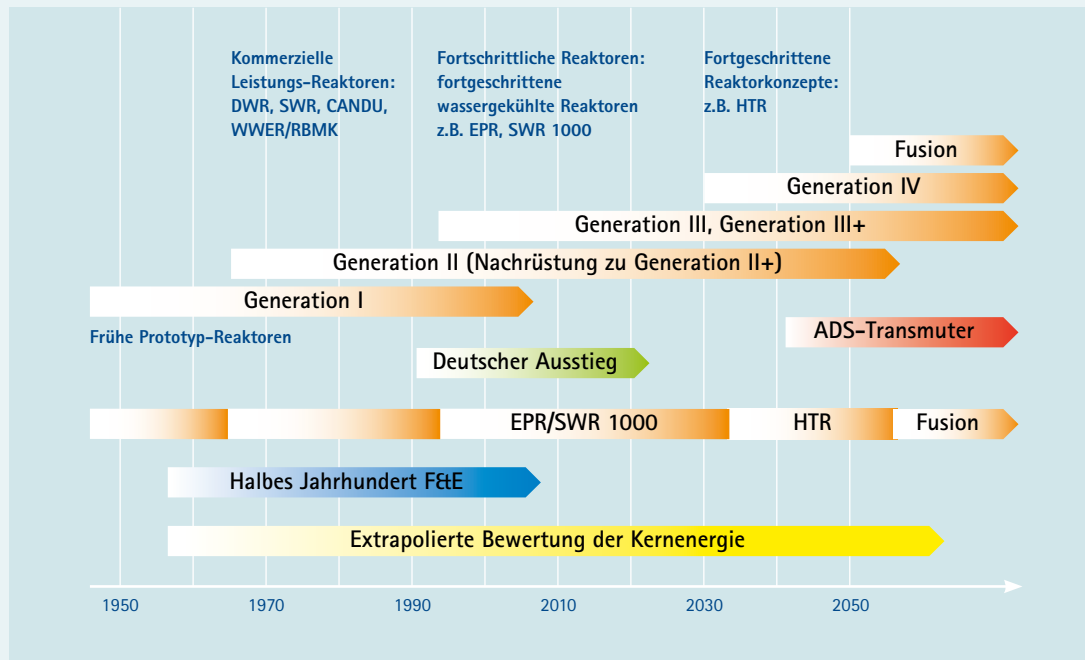 Kommerzielle
Leistungs-Reaktoren:
DWR, SWR, CANDU,
WWER/RBMK
Fortschrittliche Reaktoren:
fortgeschrittene
wassergekühlte Reaktoren
z.B. EPR, SWR 1000
Fortgeschrittene
Reaktorkonzepte:
z.B. HTR
Fusion
Generation IV
Generation III, Generation III+
Generation II (Nachrüstung zu Generation II+)
Generation I
Frühe Prototyp-Reaktoren
ADS-Transmuter
Deutscher Ausstieg
EPR/SWR 1000
HTR
Fusion
Halbes Jahrhundert F&E
Extrapolierte Bewertung der Kernenergie
1950 1970 1990 2010 2030 2050